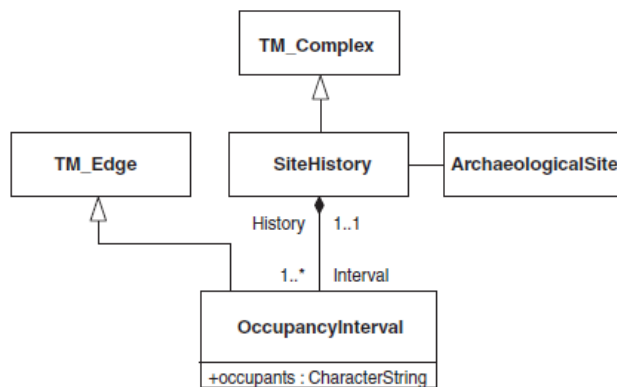 TM_Complex
TM_Edge
SiteHistory
ArchaeologicalSite
History 1..1
1..* Interval
OccupancyInterval
+occupants : CharacterString